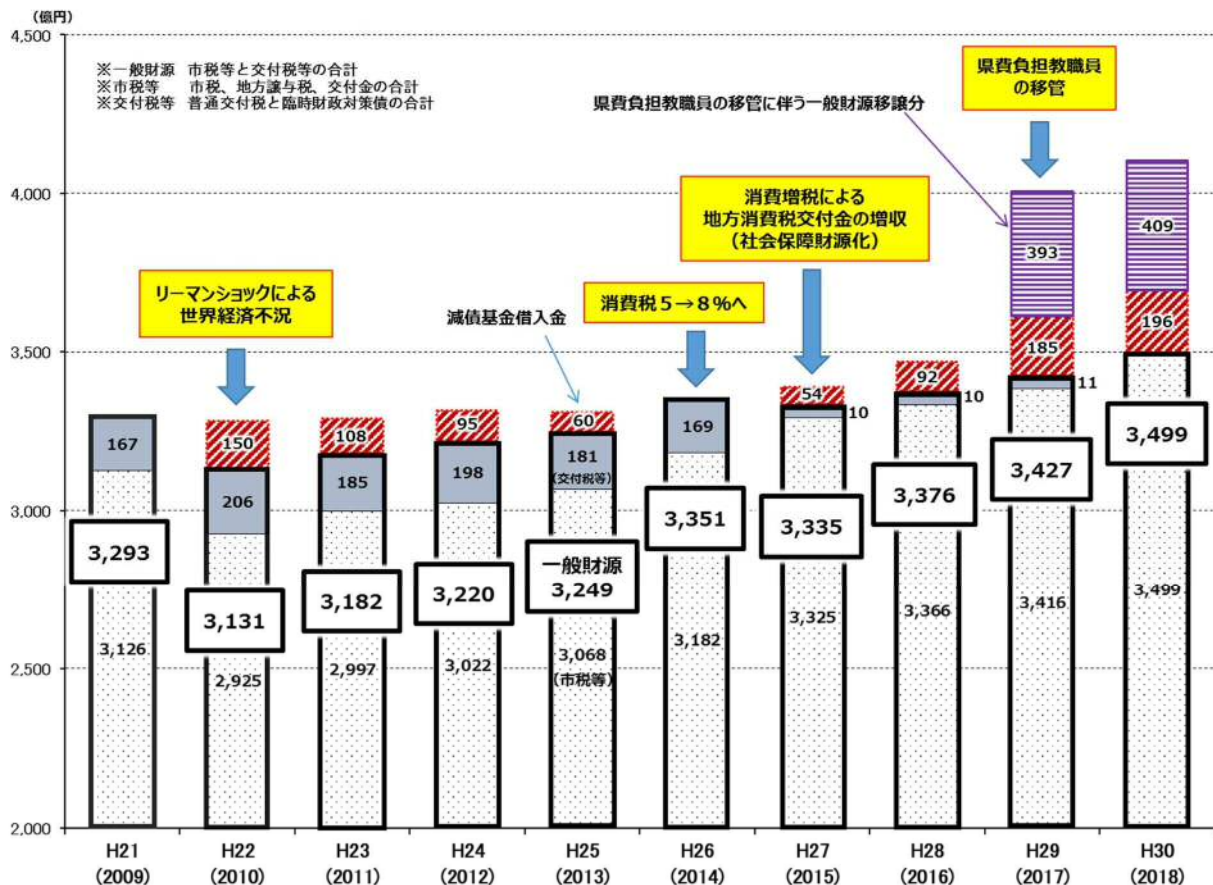 (億円)
4,500
4,000
3,500
3,000
2,500
2,000
※一般財源 市税等と交付税等の合計
※市税等 市税、地方譲与税、交付金の合計
※交付税等 普通交付税と臨時財政対策債の合計
県費負担教職員
の移管
県費負担教職員の移管に伴う一般財源移譲分
消費増税による
地方消費税交付金の増収
(社会保障財源化)
リーマンショックによる
世界経済不況
減債基金借入金
消費税5→8%へ
167
3,293
3,126
150
206
3,131
2,925
108
185
3,182
2,997
95
198
3,220
3,022
60
181
(交付税等)
一般財源
3,249
3,068
(市税等)
169
3,351
3,182
54
10
3,335
3,325
92
10
3,376
3,366
393
185
11
3,427
3,416
409
196
3,499
3,499
H21
(2009)
H22
(2010)
H23
(2011)
H24
(2012)
H25
(2013)
H26
(2014)
H27
(2015)
H28
(2016)
H29
(2017)
H30
(2018)